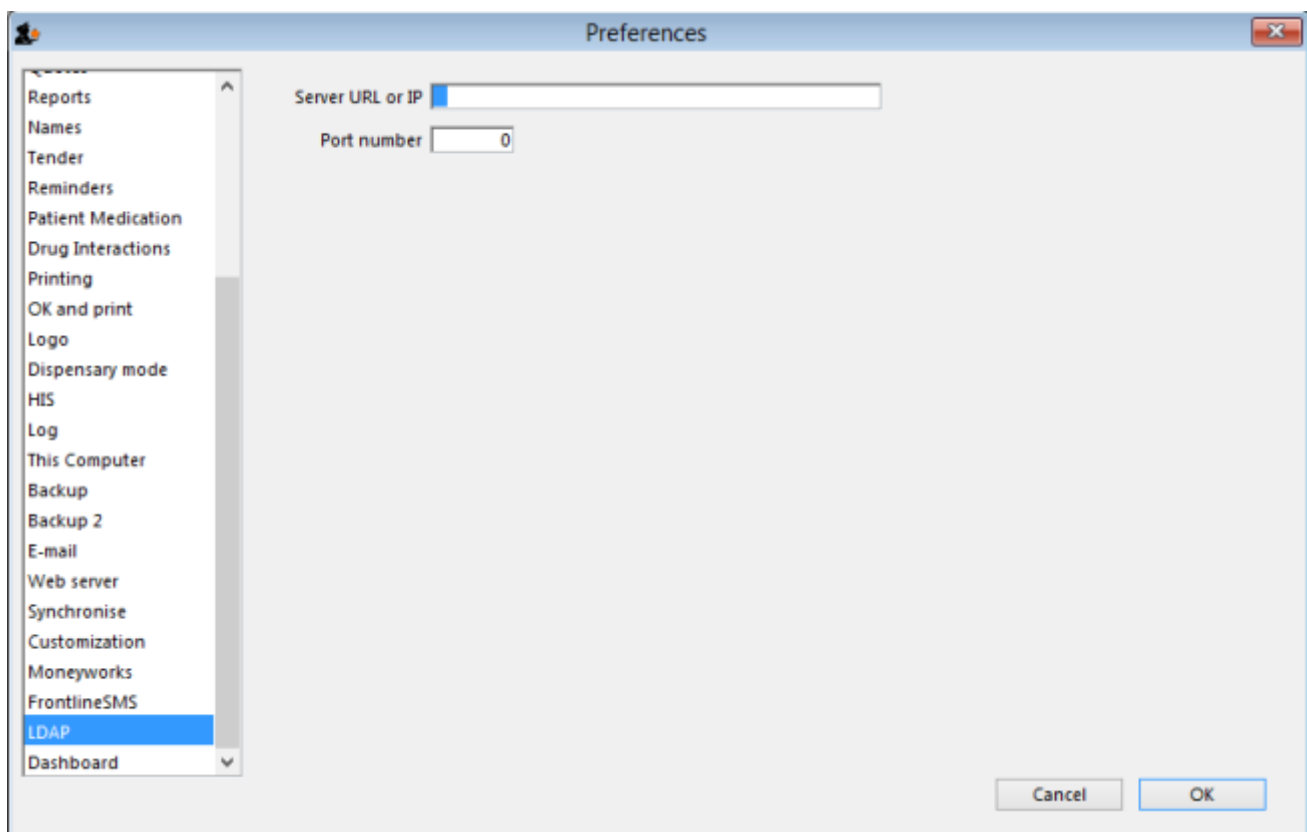 Preferences
Reports
Names
Tender
Reminders
Patient Medication
Drug Interactions
Printing
OK and print
Logo
Dispensary mode
HIS
Log
This Computer
Backup
Backup 2
E-mail
Web server
Synchronise
Customization
Moneyworks
FrontlineSMS
LDAP
Dashboard
Server URL or IP
Port number 0
Cancel OK